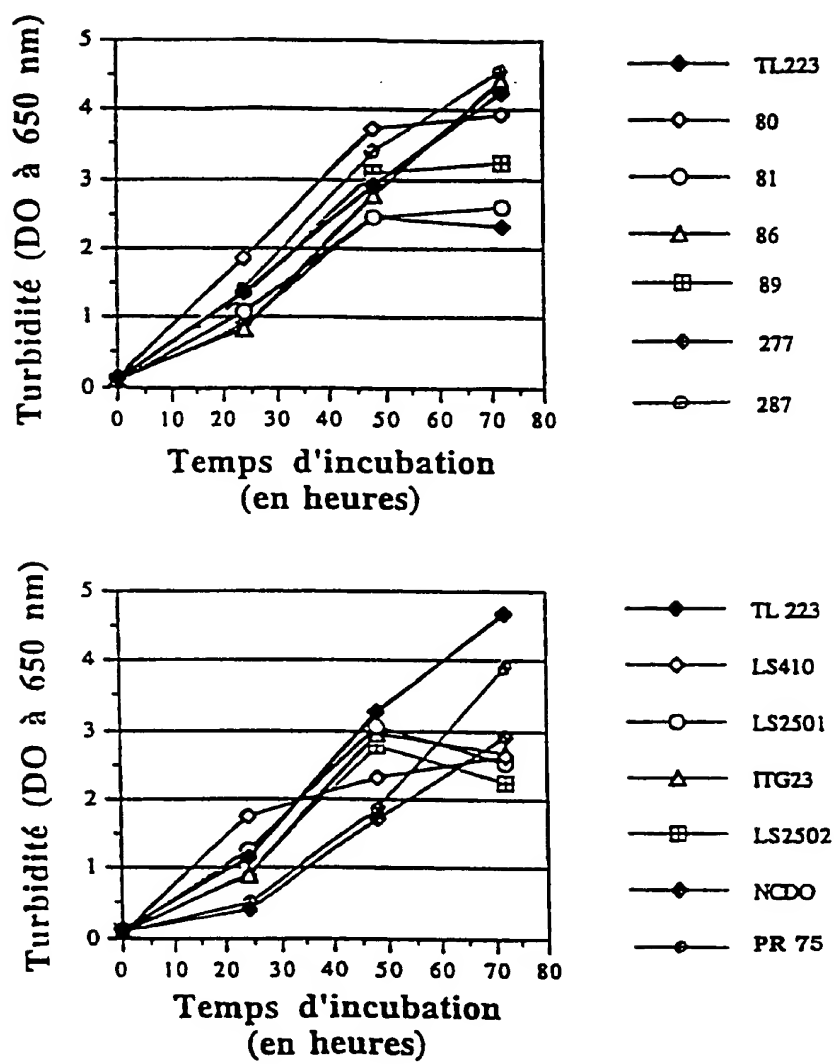 Turbidité (DO à 650 nm)
5
4
3
2
1
0
0 10 20 30 40 50 60 70 80
Temps d'incubation
(en heures)
TL223
80
81
86
89
277
287
Turbidité (DO à 650 nm)
5
4
3
2
1
0
0 10 20 30 40 50 60 70 80
Temps d'incubation
(en heures)
TL 223
LS410
LS2501
ITG23
LS2502
NCDO
PR 75